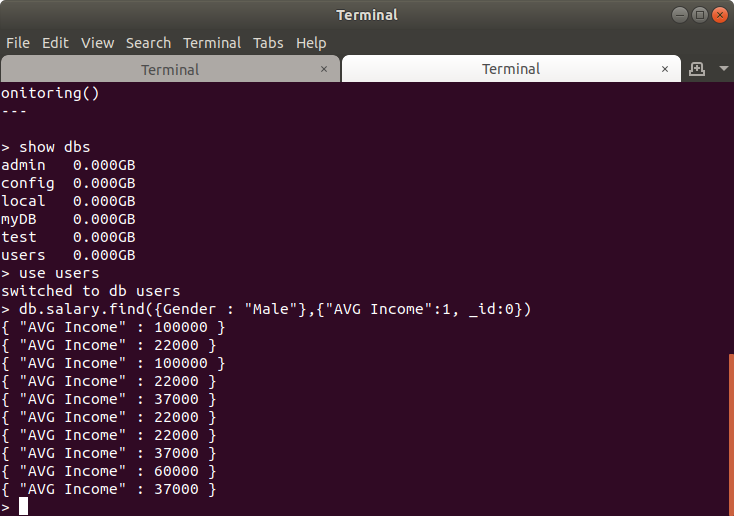 Terminal
File Edit View Search Terminal Tabs Help
Terminal × Terminal ×
onitoring()
---
> show dbs
admin   0.000GB
config  0.000GB
local   0.000GB
myDB    0.000GB
test    0.000GB
users   0.000GB
> use users
switched to db users
> db.salary.find({Gender : "Male"},{"AVG Income":1, _id:0})
{ "AVG Income" : 100000 }
{ "AVG Income" : 22000 }
{ "AVG Income" : 100000 }
{ "AVG Income" : 22000 }
{ "AVG Income" : 37000 }
{ "AVG Income" : 22000 }
{ "AVG Income" : 22000 }
{ "AVG Income" : 37000 }
{ "AVG Income" : 60000 }
{ "AVG Income" : 37000 }
>